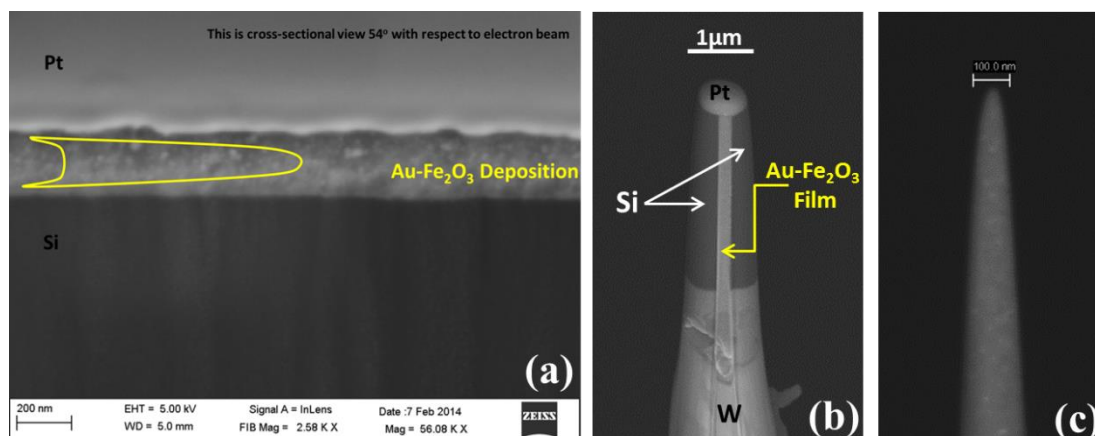 This is cross-sectional view 54° with respect to electron beam
Pt
Au-Fe₂O₃ Deposition
Si
(a)
200 nm
EHT = 5.00 kV
WD = 5.0 mm
Signal A = InLens
FIB Mag = 2.58 K X
Date :7 Feb 2014
Mag = 56.08 K X
ZEISS
1µm
Pt
Si
Au-Fe₂O₃
Film
W
(b)
100.0 nm
(c)